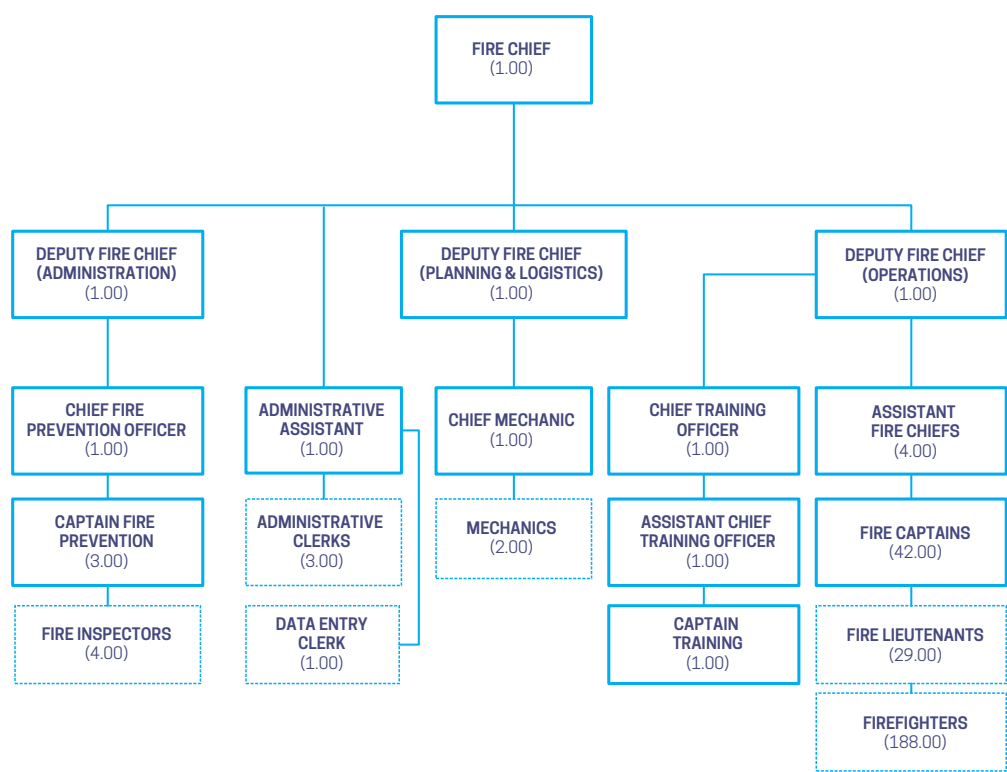 FIRE CHIEF
(1.00)
DEPUTY FIRE CHIEF
(ADMINISTRATION)
(1.00)
DEPUTY FIRE CHIEF
(PLANNING & LOGISTICS)
(1.00)
DEPUTY FIRE CHIEF
(OPERATIONS)
(1.00)
CHIEF FIRE
PREVENTION OFFICER
(1.00)
ADMINISTRATIVE
ASSISTANT
(1.00)
CHIEF MECHANIC
(1.00)
CHIEF TRAINING
OFFICER
(1.00)
ASSISTANT
FIRE CHIEFS
(4.00)
CAPTAIN FIRE
PREVENTION
(3.00)
ADMINISTRATIVE
CLERKS
(3.00)
MECHANICS
(2.00)
ASSISTANT CHIEF
TRAINING OFFICER
(1.00)
FIRE CAPTAINS
(42.00)
FIRE INSPECTORS
(4.00)
DATA ENTRY
CLERK
(1.00)
CAPTAIN
TRAINING
(1.00)
FIRE LIEUTENANTS
(29.00)
FIREFIGHTERS
(188.00)